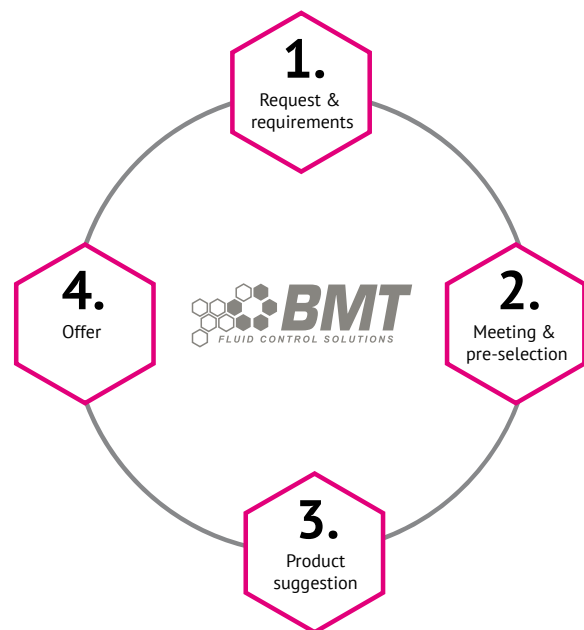 1.
Request &
requirements
2.
Meeting &
pre-selection
3.
Product
suggestion
4.
Offer
BMT
FLUID CONTROL SOLUTIONS